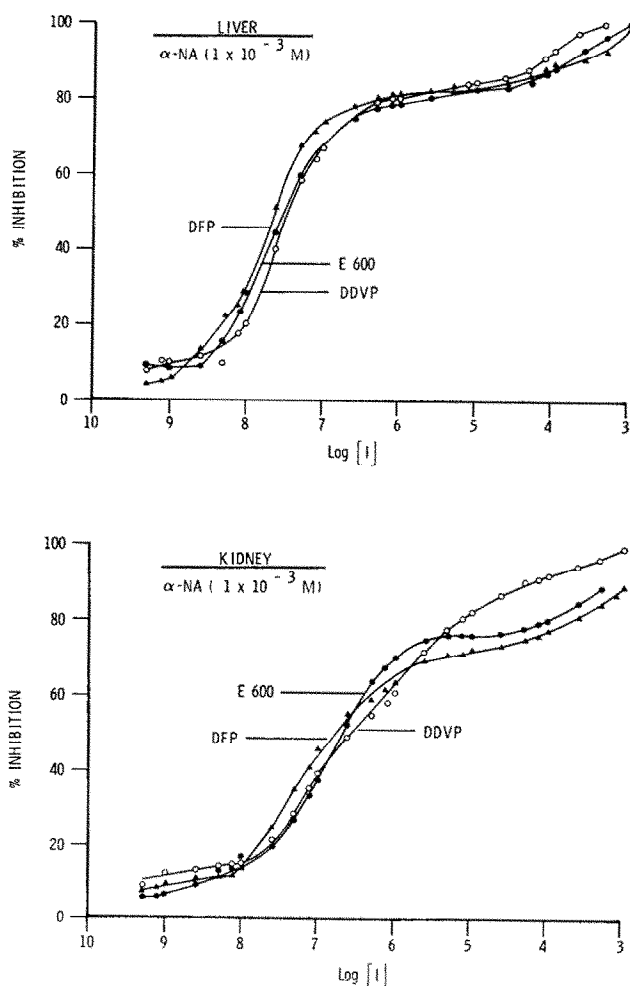 LIVER
α-NA (1 x 10⁻³ M)
% INHIBITION
100
80
60
40
20
0
DFP
E 600
DDVP
10 9 8 7 6 5 4 3
Log [I]
KIDNEY
α-NA ( 1 x 10⁻³ M)
% INHIBITION
100
80
60
40
20
0
E 600
DFP
DDVP
10 9 8 7 6 5 4 3
Log [I]